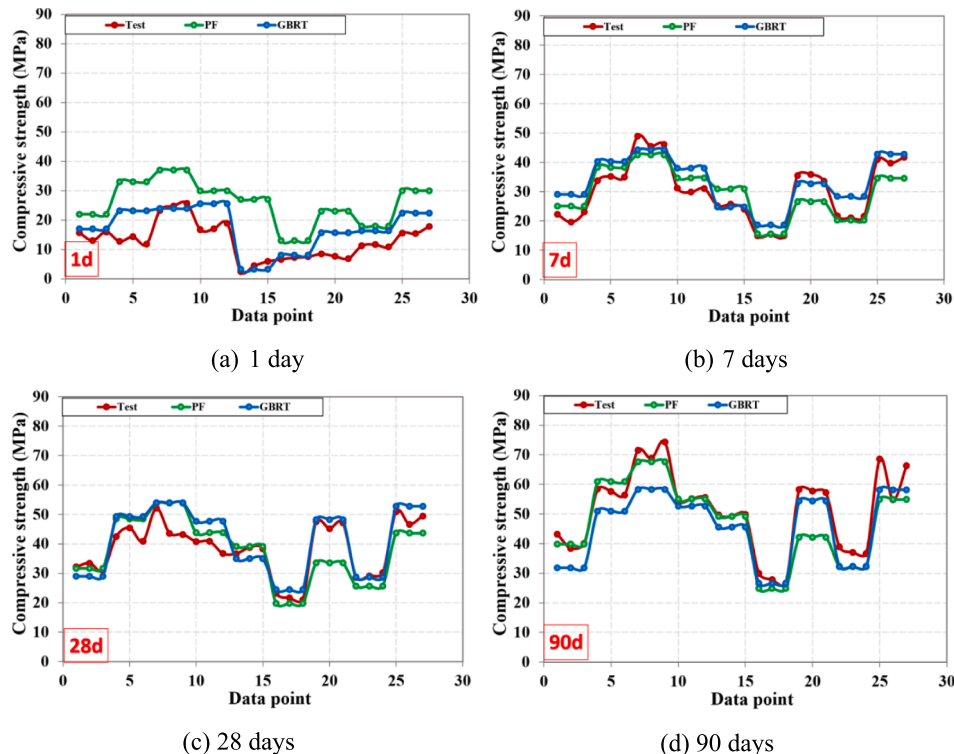 Test PF GBRT
Compressive strength (MPa)
90
80
70
60
50
40
30
20
10
0
1d
0 5 10 15 20 25 30
Data point
(a) 1 day
Test PF GBRT
Compressive strength (MPa)
90
80
70
60
50
40
30
20
10
0
7d
0 5 10 15 20 25 30
Data point
(b) 7 days
Test PF GBRT
Compressive strength (MPa)
90
80
70
60
50
40
30
20
10
0
28d
0 5 10 15 20 25 30
Data point
(c) 28 days
Test PF GBRT
Compressive strength (MPa)
90
80
70
60
50
40
30
20
10
0
90d
0 5 10 15 20 25 30
Data point
(d) 90 days